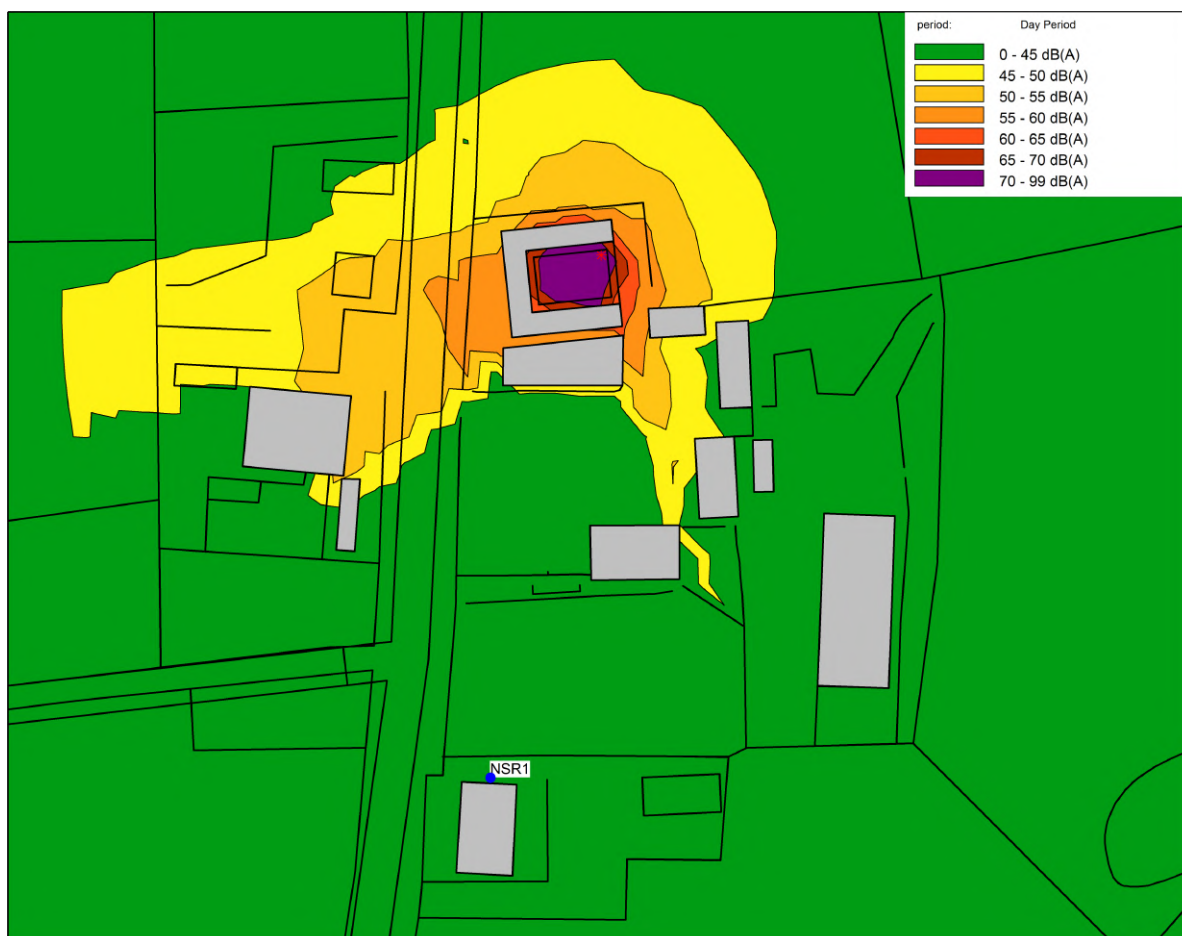 period: Day Period
0 - 45 dB(A)
45 - 50 dB(A)
50 - 55 dB(A)
55 - 60 dB(A)
60 - 65 dB(A)
65 - 70 dB(A)
70 - 99 dB(A)
NSR1